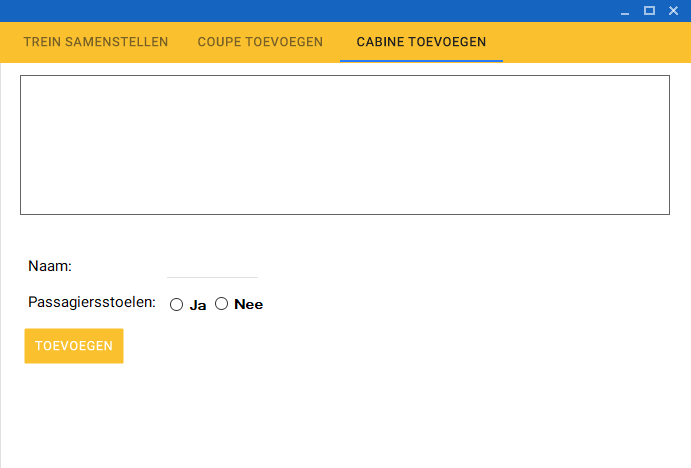 TREIN SAMENSTELLEN COUPE TOEVOEGEN CABINE TOEVOEGEN
Naam:
Passagiersstoelen: Ja Nee
TOEVOEGEN